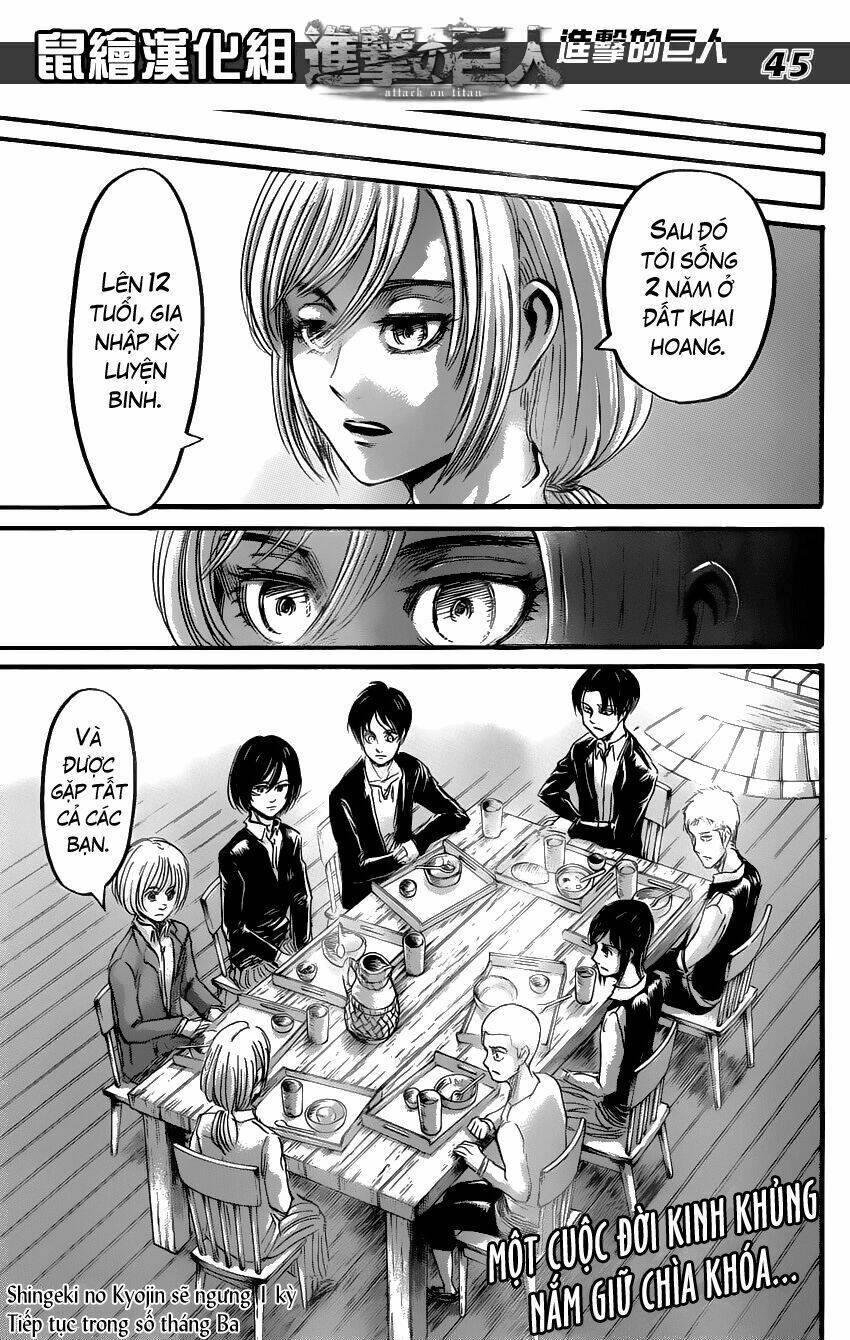 鼠繪漢化組 進撃の巨人 進擊的巨人 45
attack on titan
SAU ĐÓ
TÔI SỐNG
2 NĂM Ở
ĐẤT KHAI
HOANG.
LÊN 12
TUỔI, GIA
NHẬP KỲ
LUYỆN
BINH.
VÀ
ĐƯỢC
GẶP TẤT
CẢ CÁC
BẠN.
MỘT CUỘC ĐỜI KINH KHỦNG
NẮM GIỮ CHÌA KHÓA...
Shingeki no Kyojin sẽ ngưng 1 kỳ
Tiếp tục trong số tháng Ba